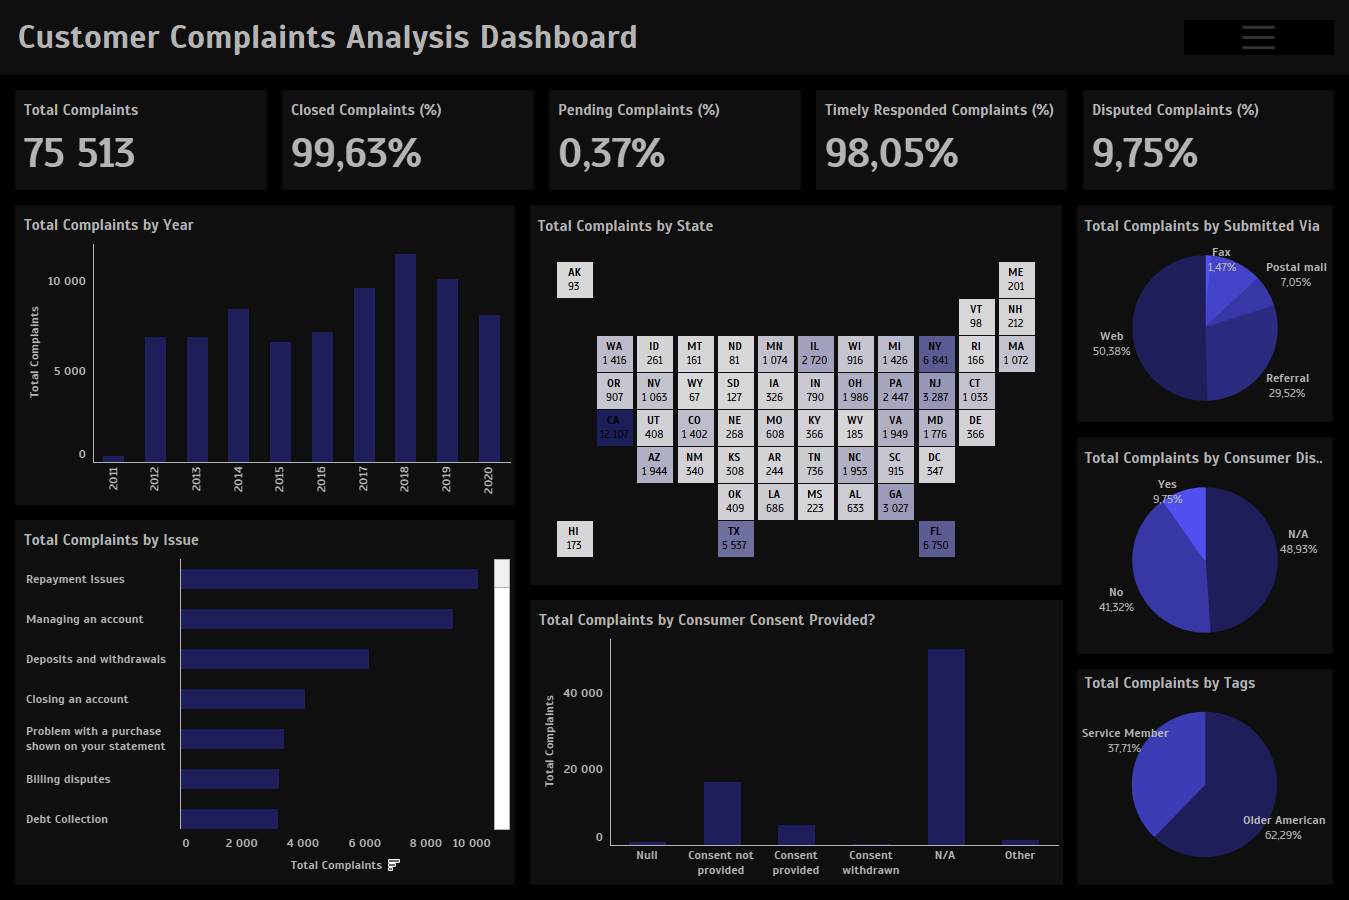 Customer Complaints Analysis Dashboard
Total Complaints
75 513
Closed Complaints (%)
99,63%
Pending Complaints (%)
0,37%
Timely Responded Complaints (%)
98,05%
Disputed Complaints (%)
9,75%
Total Complaints by Year
Total Complaints
10 000
5 000
0
2011
2012
2013
2014
2015
2016
2017
2018
2019
2020
Total Complaints by Issue
Repayment Issues
Managing an account
Deposits and withdrawals
Closing an account
Problem with a purchase
shown on your statement
Billing disputes
Debt Collection
0
2 000
4 000
6 000
8 000
10 000
Total Complaints
Total Complaints by State
AK
93
ME
201
VT
98
NH
212
WA
1 416
ID
261
MT
161
ND
81
MN
1 074
IL
2 720
WI
916
MI
1 426
NY
6 841
RI
166
MA
1 072
OR
907
NV
1 063
WY
67
SD
127
IA
326
IN
790
OH
1 986
PA
2 447
NJ
3 287
CT
1 033
CA
12 107
UT
408
CO
1 402
NE
268
MO
608
KY
366
WV
185
VA
1 949
MD
1 776
DE
366
AZ
1 944
NM
340
KS
308
AR
244
TN
736
NC
1 953
SC
915
DC
347
OK
409
LA
686
MS
223
AL
633
GA
3 027
HI
173
TX
5 537
FL
6 750
Total Complaints by Consumer Consent Provided?
Total Complaints
40 000
20 000
0
Null
Consent not
provided
Consent
provided
Consent
withdrawn
N/A
Other
Total Complaints by Submitted Via
Fax
1,47%
Postal mail
7,05%
Web
50,38%
Referral
29,52%
Total Complaints by Consumer Dis..
Yes
9,75%
N/A
48,93%
No
41,32%
Total Complaints by Tags
Service Member
37,71%
Older American
62,29%